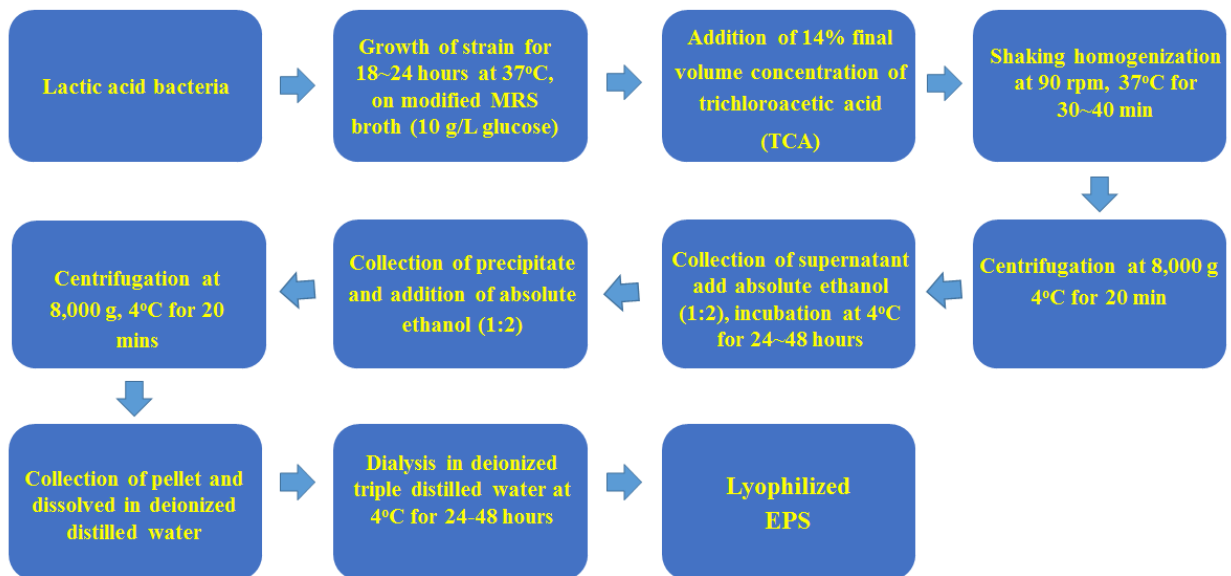 Lactic acid bacteria
Growth of strain for
18~24 hours at 37°C,
on modified MRS
broth (10 g/L glucose)
Addition of 14% final
volume concentration of
trichloroacetic acid
(TCA)
Shaking homogenization
at 90 rpm, 37°C for
30~40 min
Centrifugation at 8,000 g
4°C for 20 min
Collection of supernatant
add absolute ethanol
(1:2), incubation at 4°C
for 24~48 hours
Collection of precipitate
and addition of absolute
ethanol (1:2)
Centrifugation at
8,000 g, 4°C for 20
mins
Collection of pellet and
dissolved in deionized
distilled water
Dialysis in deionized
triple distilled water at
4°C for 24-48 hours
Lyophilized
EPS